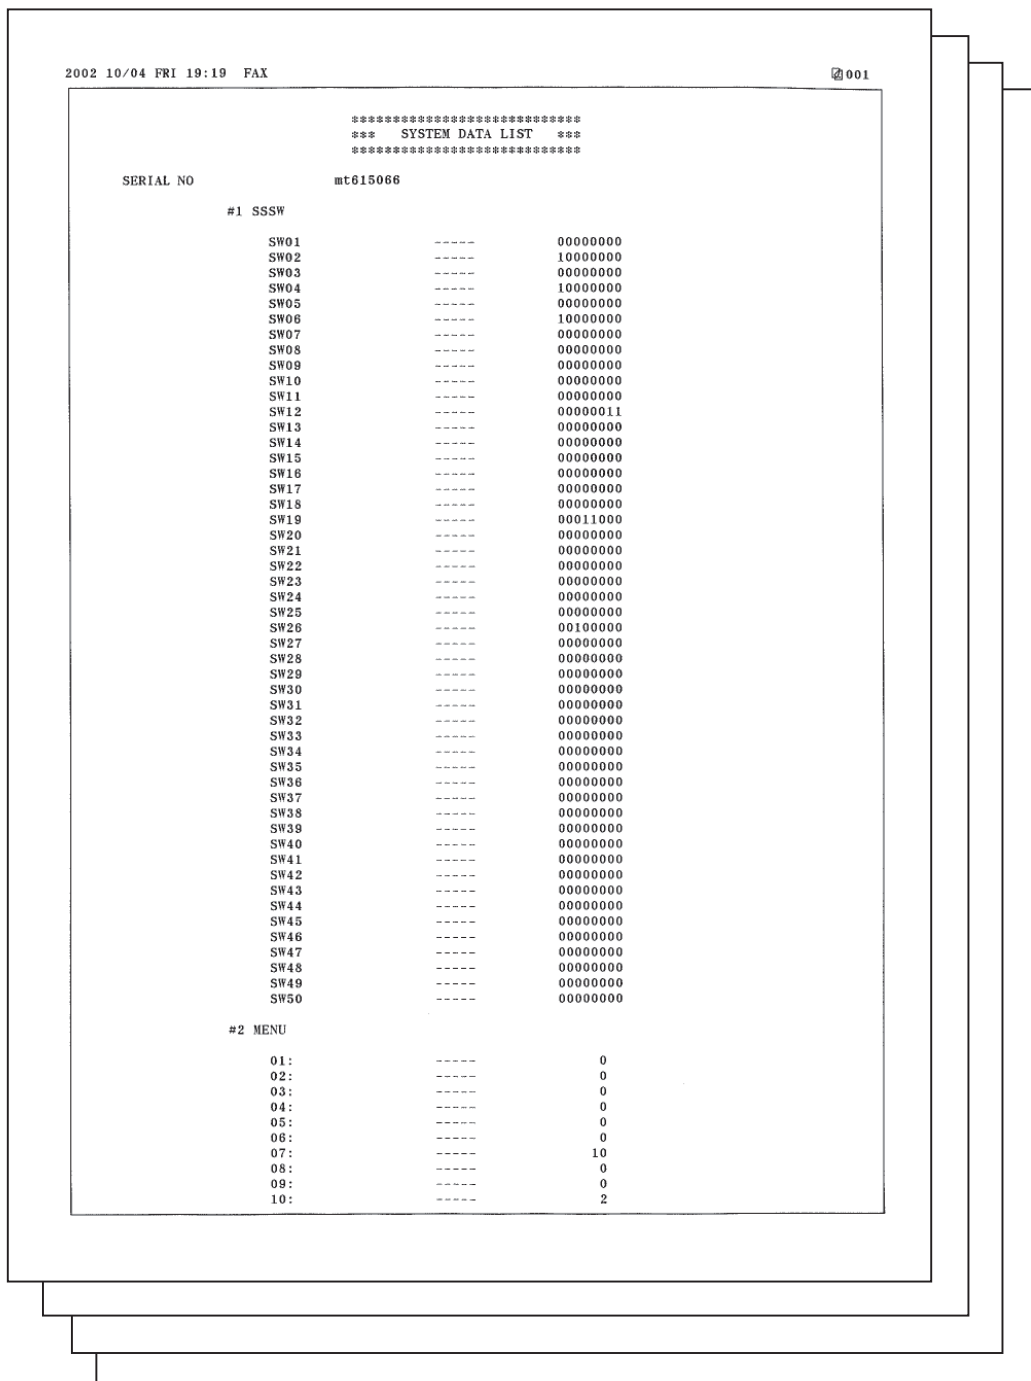 2002 10/04 FRI 19:19 FAX 001
****************************
*** SYSTEM DATA LIST ***
****************************
SERIAL NO mt615066
#1 SSSW
SW01 ----- 00000000
SW02 ----- 10000000
SW03 ----- 00000000
SW04 ----- 10000000
SW05 ----- 00000000
SW06 ----- 10000000
SW07 ----- 00000000
SW08 ----- 00000000
SW09 ----- 00000000
SW10 ----- 00000000
SW11 ----- 00000000
SW12 ----- 00000011
SW13 ----- 00000000
SW14 ----- 00000000
SW15 ----- 00000000
SW16 ----- 00000000
SW17 ----- 00000000
SW18 ----- 00000000
SW19 ----- 00011000
SW20 ----- 00000000
SW21 ----- 00000000
SW22 ----- 00000000
SW23 ----- 00000000
SW24 ----- 00000000
SW25 ----- 00000000
SW26 ----- 00100000
SW27 ----- 00000000
SW28 ----- 00000000
SW29 ----- 00000000
SW30 ----- 00000000
SW31 ----- 00000000
SW32 ----- 00000000
SW33 ----- 00000000
SW34 ----- 00000000
SW35 ----- 00000000
SW36 ----- 00000000
SW37 ----- 00000000
SW38 ----- 00000000
SW39 ----- 00000000
SW40 ----- 00000000
SW41 ----- 00000000
SW42 ----- 00000000
SW43 ----- 00000000
SW44 ----- 00000000
SW45 ----- 00000000
SW46 ----- 00000000
SW47 ----- 00000000
SW48 ----- 00000000
SW49 ----- 00000000
SW50 ----- 00000000
#2 MENU
01: ----- 0
02: ----- 0
03: ----- 0
04: ----- 0
05: ----- 0
06: ----- 0
07: ----- 10
08: ----- 0
09: ----- 0
10: ----- 2